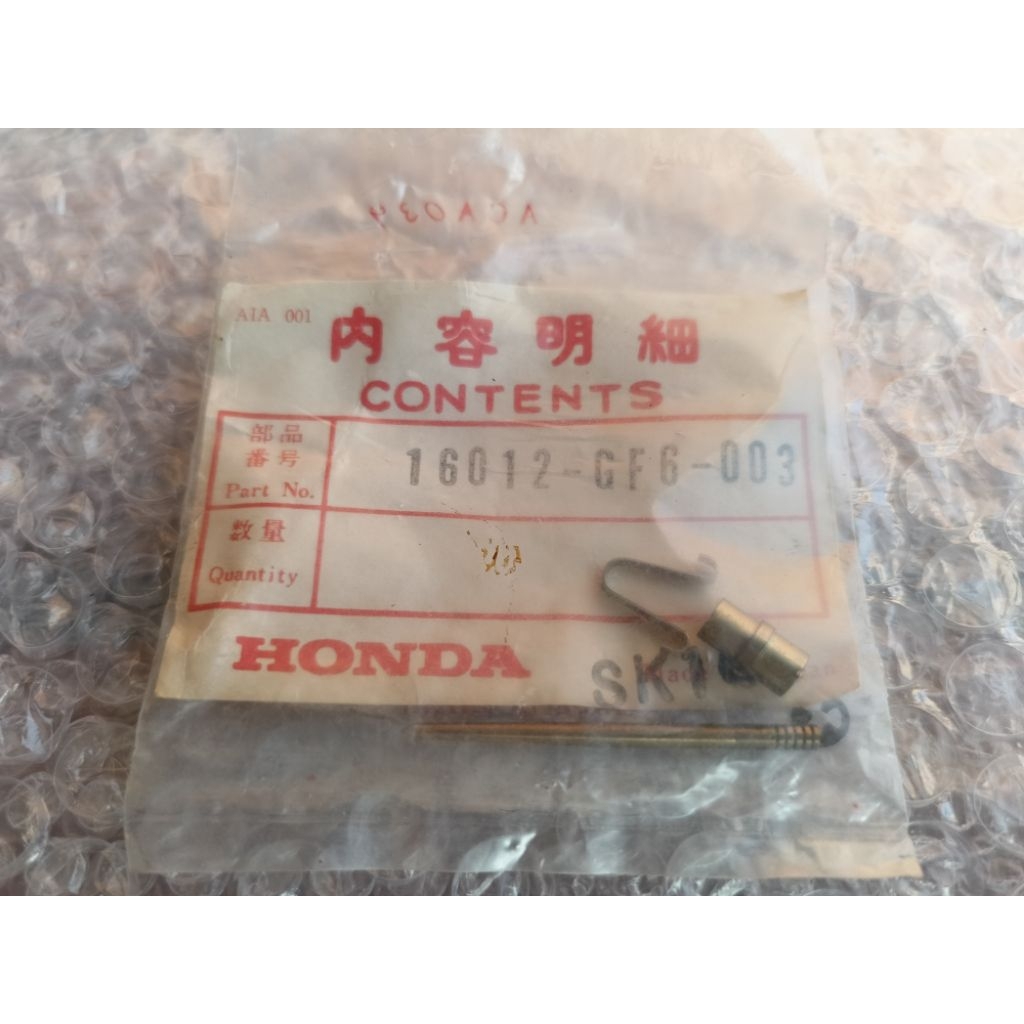 AIA 001
内容明細
CONTENTS
部品
番号
Part No.
16012-GF6-003
数量
Quantity
HONDA